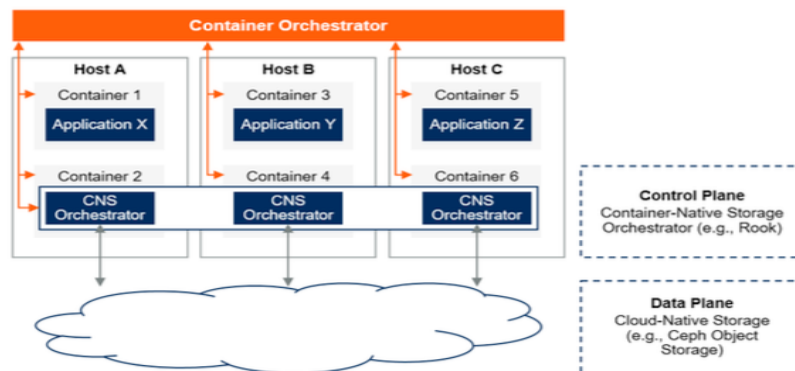 Container Orchestrator
Host A
Host B
Host C
Container 1
Container 3
Container 5
Application X
Application Y
Application Z
Container 2
Container 4
Container 6
CNS
Orchestrator
CNS
Orchestrator
CNS
Orchestrator
Control Plane
Container-Native Storage
Orchestrator (e.g., Rook)
Data Plane
Cloud-Native Storage
(e.g., Ceph Object
Storage)